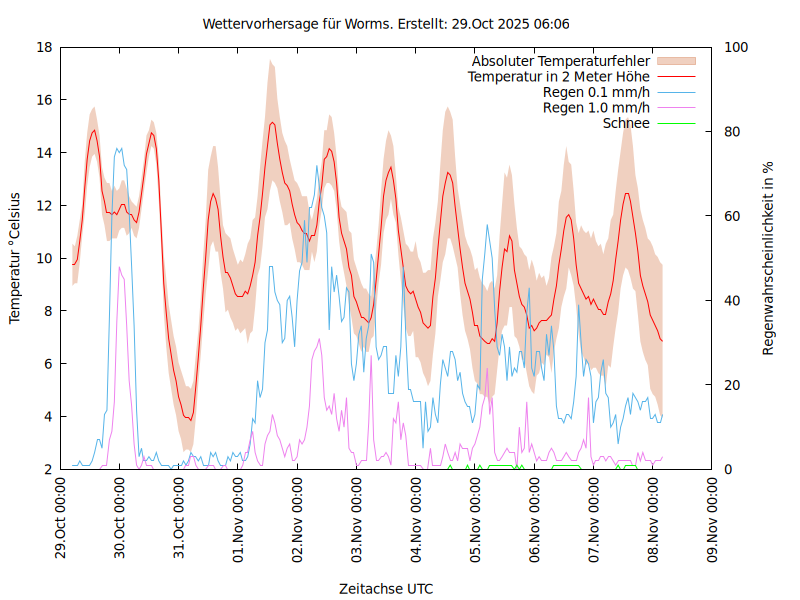 Wettervorhersage für Worms. Erstellt: 29.Oct 2025 06:06
Absoluter Temperaturfehler
Temperatur in 2 Meter Höhe
Regen 0.1 mm/h
Regen 1.0 mm/h
Schnee
Temperatur °Celsius
18
16
14
12
10
8
6
4
2
100
80
60
40
20
0
Regenwahrscheinlichkeit in %
29.Oct 00:00
30.Oct 00:00
31.Oct 00:00
01.Nov 00:00
02.Nov 00:00
03.Nov 00:00
04.Nov 00:00
05.Nov 00:00
06.Nov 00:00
07.Nov 00:00
08.Nov 00:00
09.Nov 00:00
Zeitachse UTC